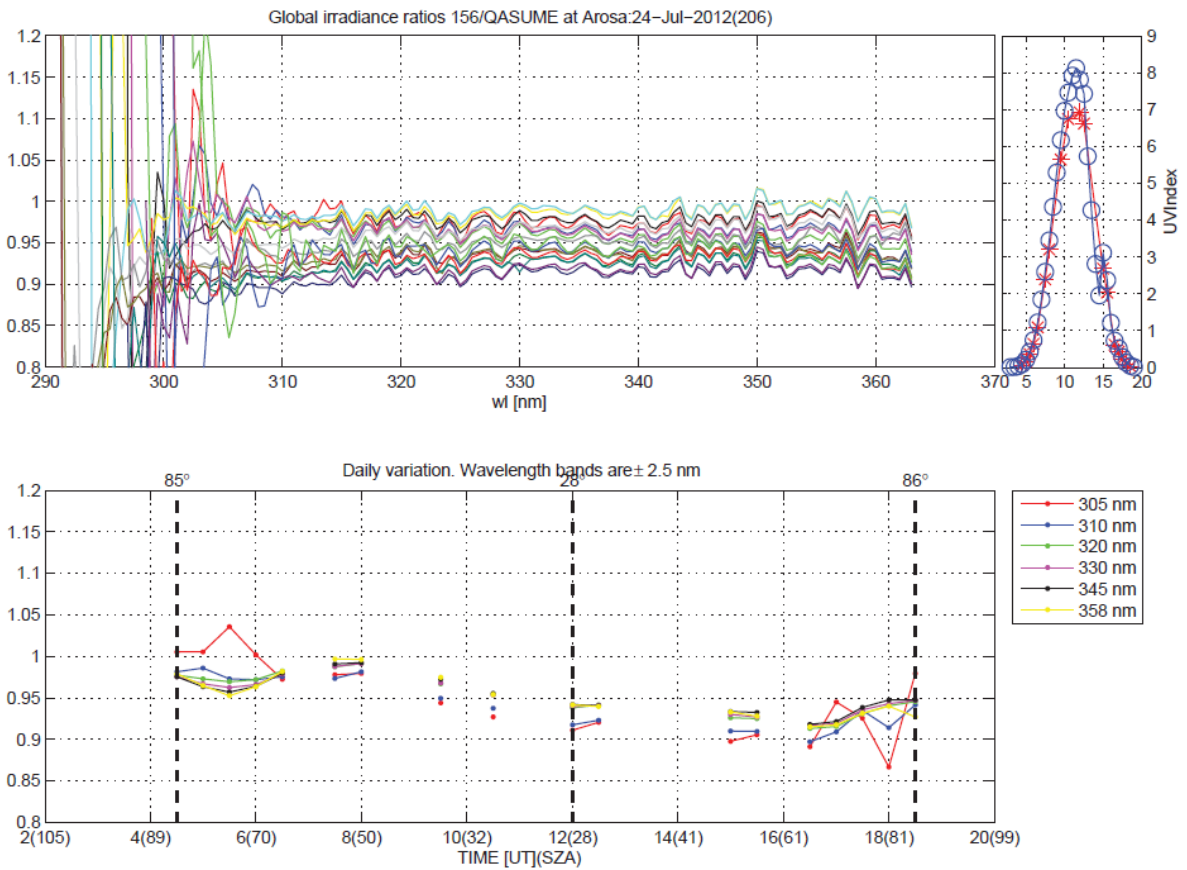 Global irradiance ratios 156/QASUME at Arosa:24−Jul−2012(206)
1.2
1.15
1.1
1.05
1
0.95
0.9
0.85
0.8
290 300 310 320 330 340 350 360 370
wl [nm]
9
8
7
6
5
4
3
2
1
0
UVIndex
5 10 15 20
Daily variation. Wavelength bands are± 2.5 nm
85° 28° 86°
1.2
1.15
1.1
1.05
1
0.95
0.9
0.85
0.8
2(105) 4(89) 6(70) 8(50) 10(32) 12(28) 14(41) 16(61) 18(81) 20(99)
TIME [UT](SZA)
305 nm
310 nm
320 nm
330 nm
345 nm
358 nm